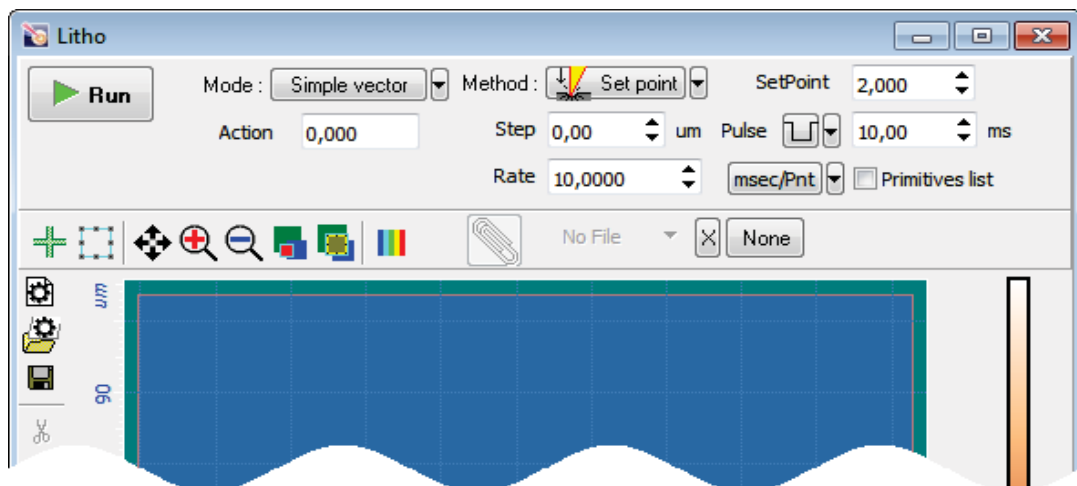 Litho
Run Mode : Simple vector Method : Set point SetPoint 2,000
Action 0,000 Step 0,00 um Pulse 10,00 ms
Rate 10,0000 msec/Pnt Primitives list
No File X None
um
90